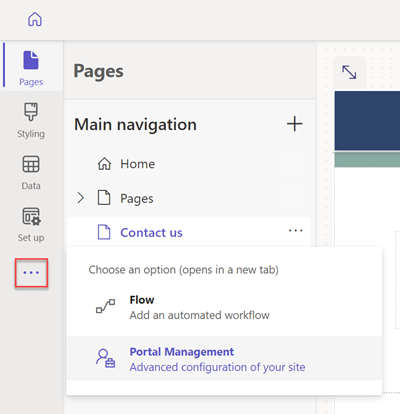 Pages
Pages
Main navigation
Styling
Home
Data
Pages
Set up
Contact us
Choose an option (opens in a new tab)
Flow
Add an automated workflow
Portal Management
Advanced configuration of your site